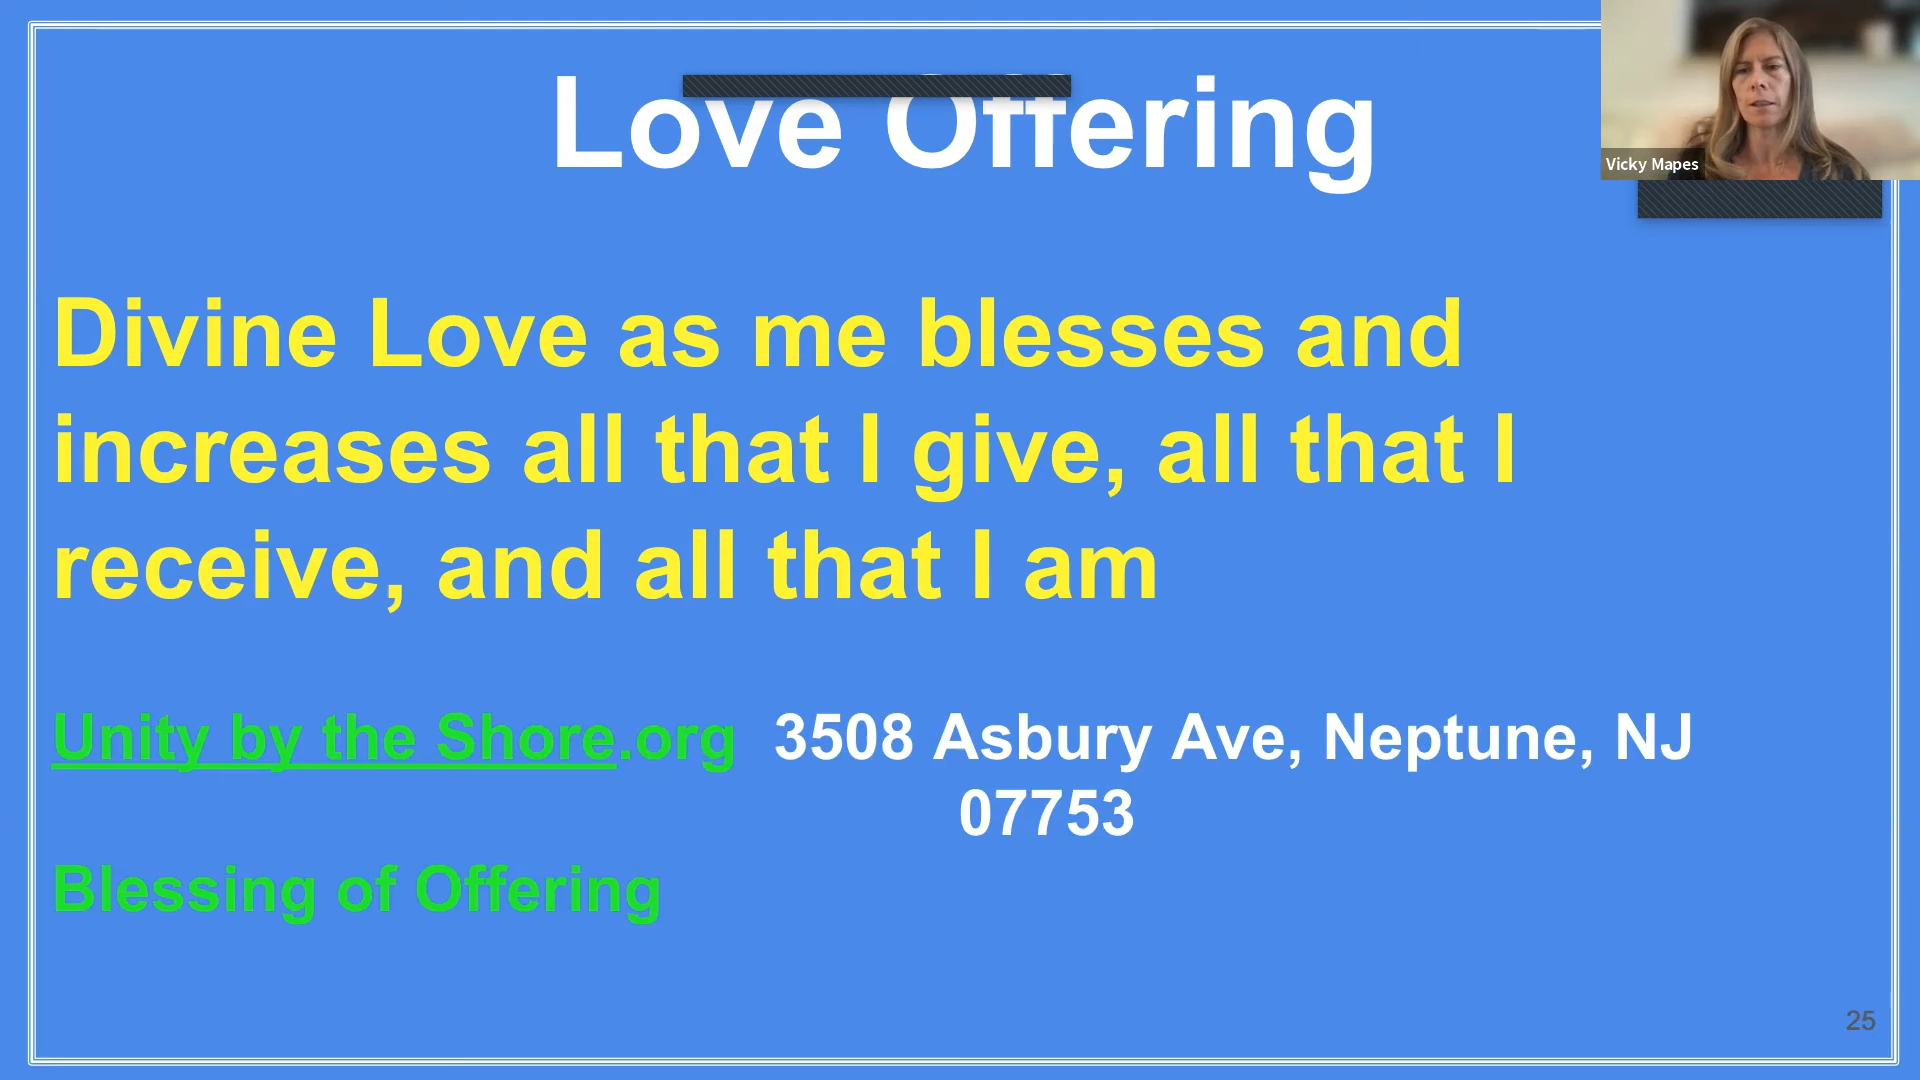 Love Offering
Vicky Mapes
Divine Love as me blesses and
increases all that I give, all that I
receive, and all that I am
Unity by the Shore.org 3508 Asbury Ave, Neptune, NJ
07753
Blessing of Offering
25